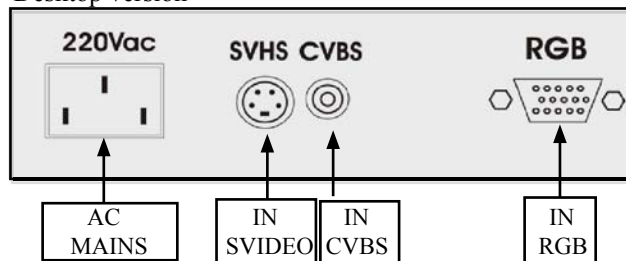 Desktop version
220Vac SVHS CVBS RGB
AC MAINS
IN SVIDEO
IN CVBS
IN RGB